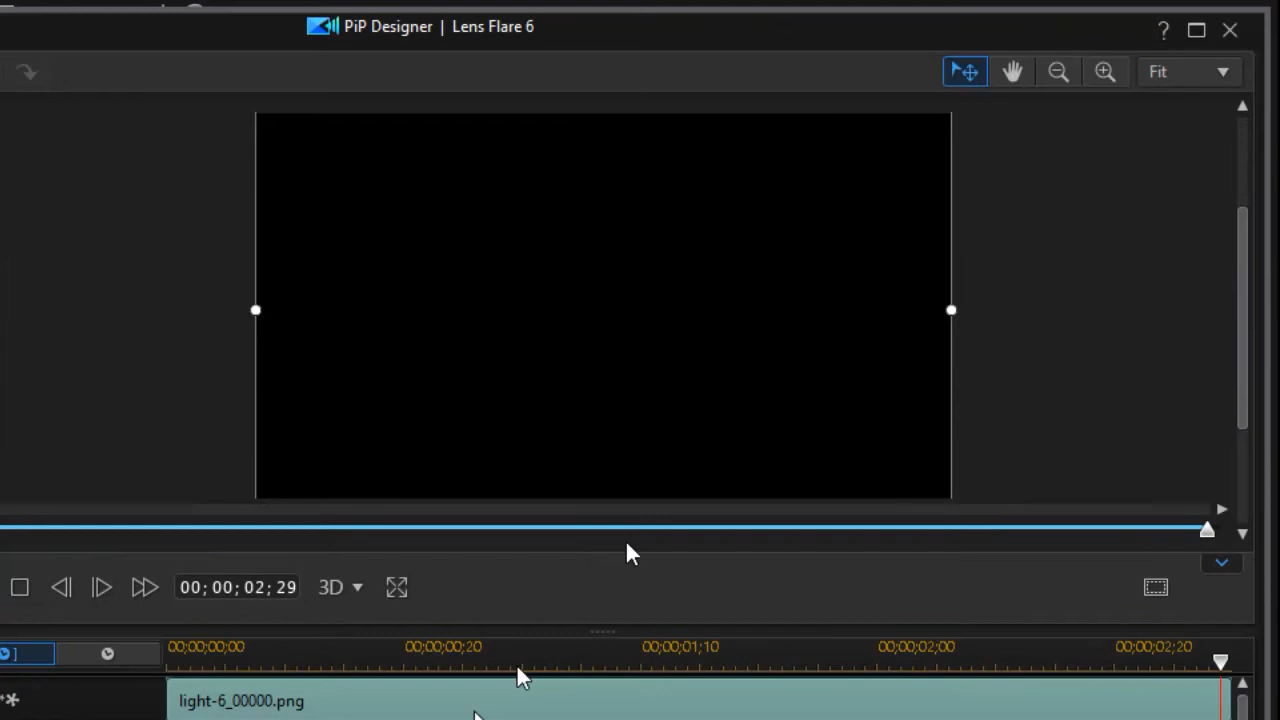 PiP Designer | Lens Flare 6
?
Fit
00; 00; 02; 29
3D
00;00;00;00
00;00;00;20
00;00;01;10
00;00;02;00
00;00;02;20
light-6_00000.png